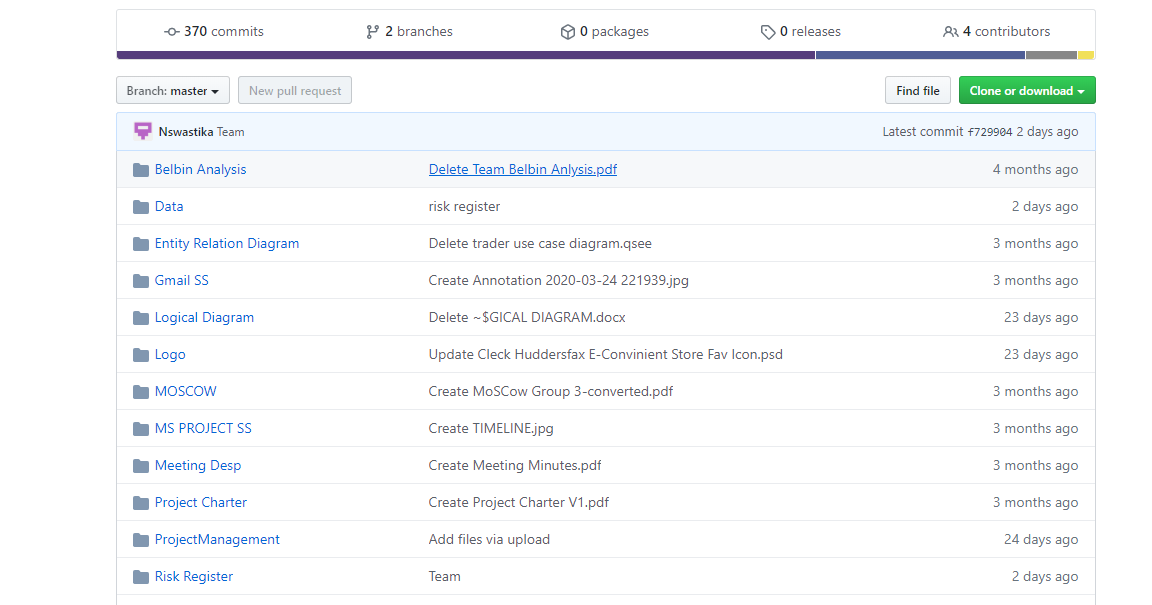 370 commits 2 branches 0 packages 0 releases 4 contributors
Branch: master New pull request Find file Clone or download
Nswastika Team Latest commit f729904 2 days ago
Belbin Analysis Delete Team Belbin Anlysis.pdf 4 months ago
Data risk register 2 days ago
Entity Relation Diagram Delete trader use case diagram.qsee 3 months ago
Gmail SS Create Annotation 2020-03-24 221939.jpg 3 months ago
Logical Diagram Delete ~$GICAL DIAGRAM.docx 23 days ago
Logo Update Cleck Huddersfax E-Convinient Store Fav Icon.psd 23 days ago
MOSCOW Create MoSCow Group 3-converted.pdf 3 months ago
MS PROJECT SS Create TIMELINE.jpg 3 months ago
Meeting Desp Create Meeting Minutes.pdf 3 months ago
Project Charter Create Project Charter V1.pdf 3 months ago
ProjectManagement Add files via upload 24 days ago
Risk Register Team 2 days ago